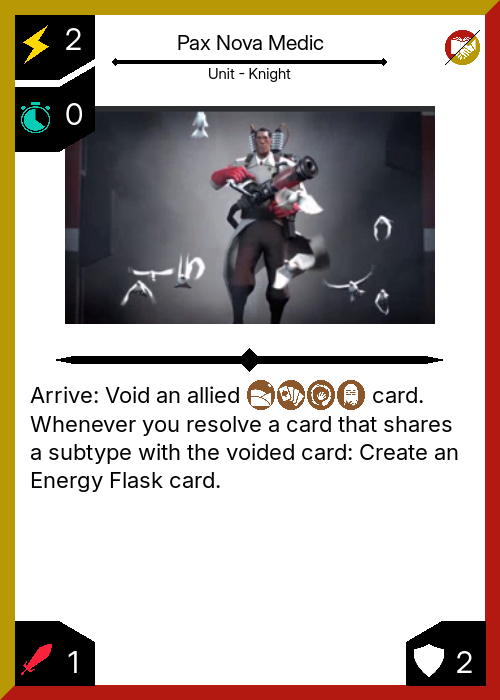 2
Pax Nova Medic
Unit - Knight
0
Arrive: Void an allied card.
Whenever you resolve a card that shares
a subtype with the voided card: Create an
Energy Flask card.
1
2